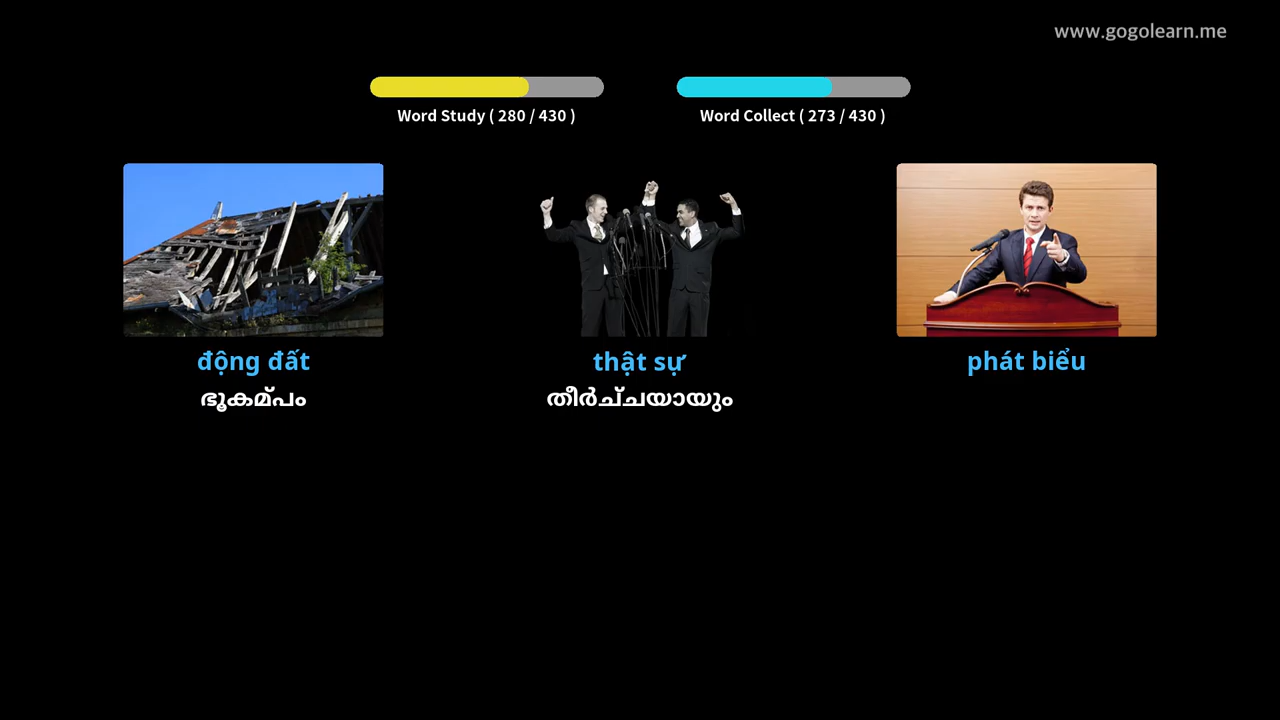 www.gogolearn.me
Word Study ( 280 / 430 )
Word Collect ( 273 / 430 )
động đất
thật sự
phát biểu
ഭൂകമ്പം
തീർച്ചയായും